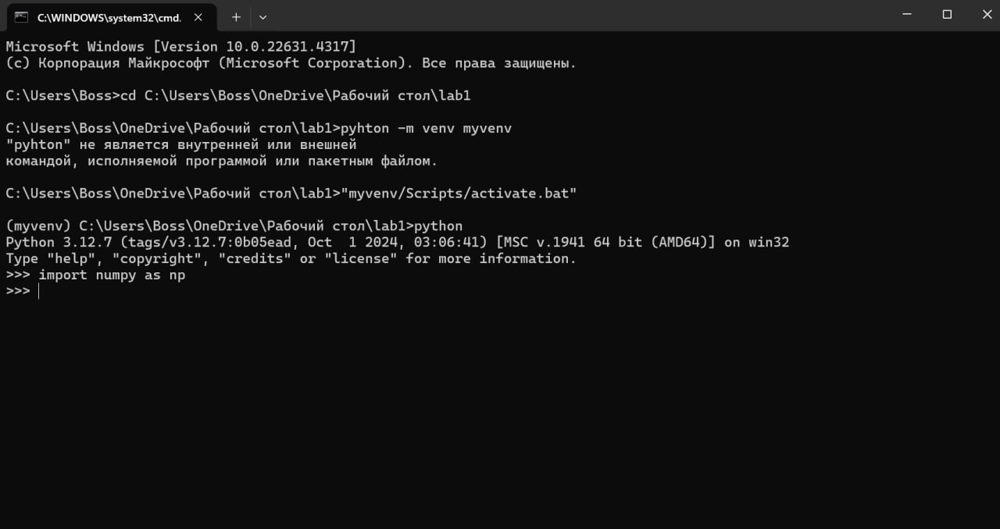 C:\WINDOWS\system32\cmd.
Microsoft Windows [Version 10.0.22631.4317]
(c) Корпорация Майкрософт (Microsoft Corporation). Все права защищены.
C:\Users\Boss>cd C:\Users\Boss\OneDrive\Рабочий стол\lab1
C:\Users\Boss\OneDrive\Рабочий стол\lab1>pyhton -m venv myvenv
"pyhton" не является внутренней или внешней
командой, исполняемой программой или пакетным файлом.
C:\Users\Boss\OneDrive\Рабочий стол\lab1>"myvenv/Scripts/activate.bat"
(myvenv) C:\Users\Boss\OneDrive\Рабочий стол\lab1>python
Python 3.12.7 (tags/v3.12.7:0b05ead, Oct  1 2024, 03:06:41) [MSC v.1941 64 bit (AMD64)] on win32
Type "help", "copyright", "credits" or "license" for more information.
>>> import numpy as np
>>>